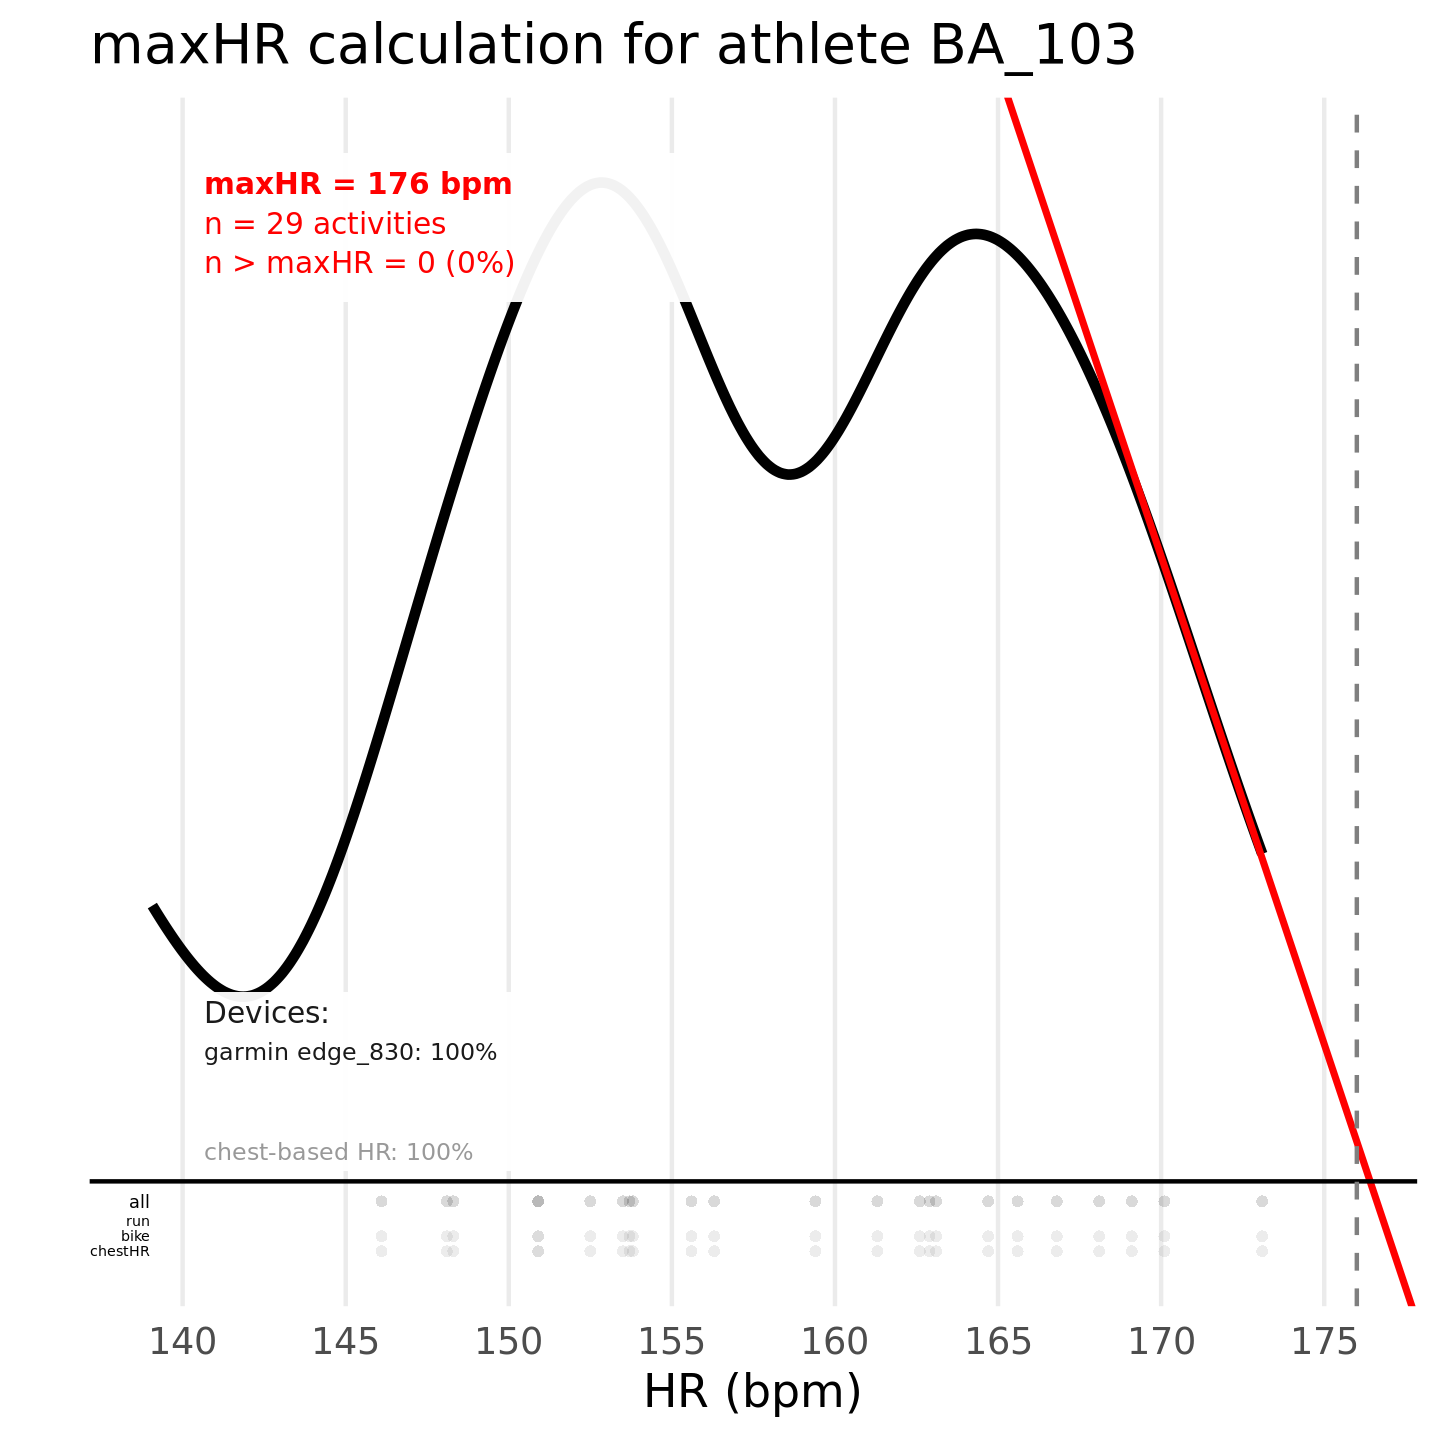 maxHR calculation for athlete BA_103
maxHR = 176 bpm
n = 29 activities
n > maxHR = 0 (0%)
Devices:
garmin edge_830: 100%
chest-based HR: 100%
all
run
bike
chestHR
140 145 150 155 160 165 170 175
HR (bpm)